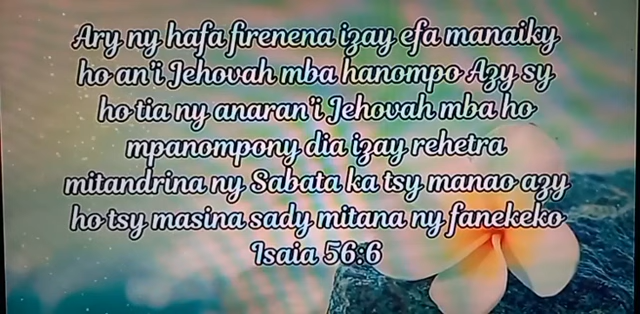 Ary ny hafa firenena izay efa manaiky
ho an'i Jehovah mba hanompo Azy sy
ho tia ny anaran'i Jehovah mba ho
mpanompony dia izay rehetra
mitandrina ny Sabata ka tsy manao azy
ho tsy masina sady mitana ny fanekeko
Isaia 56:6